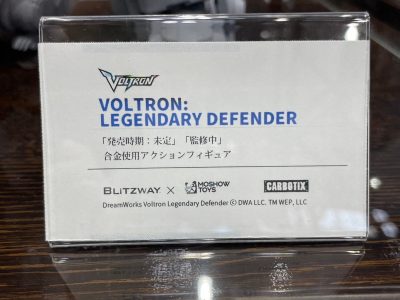 VOLTRON
VOLTRON:
LEGENDARY DEFENDER
「発売時期：未定」「監修中」
合金使用アクションフィギュア
BLITZWAY × MOSHOW TOYS CARBOTIX
DreamWorks Voltron Legendary Defender © DWA LLC. TM WEP, LLC